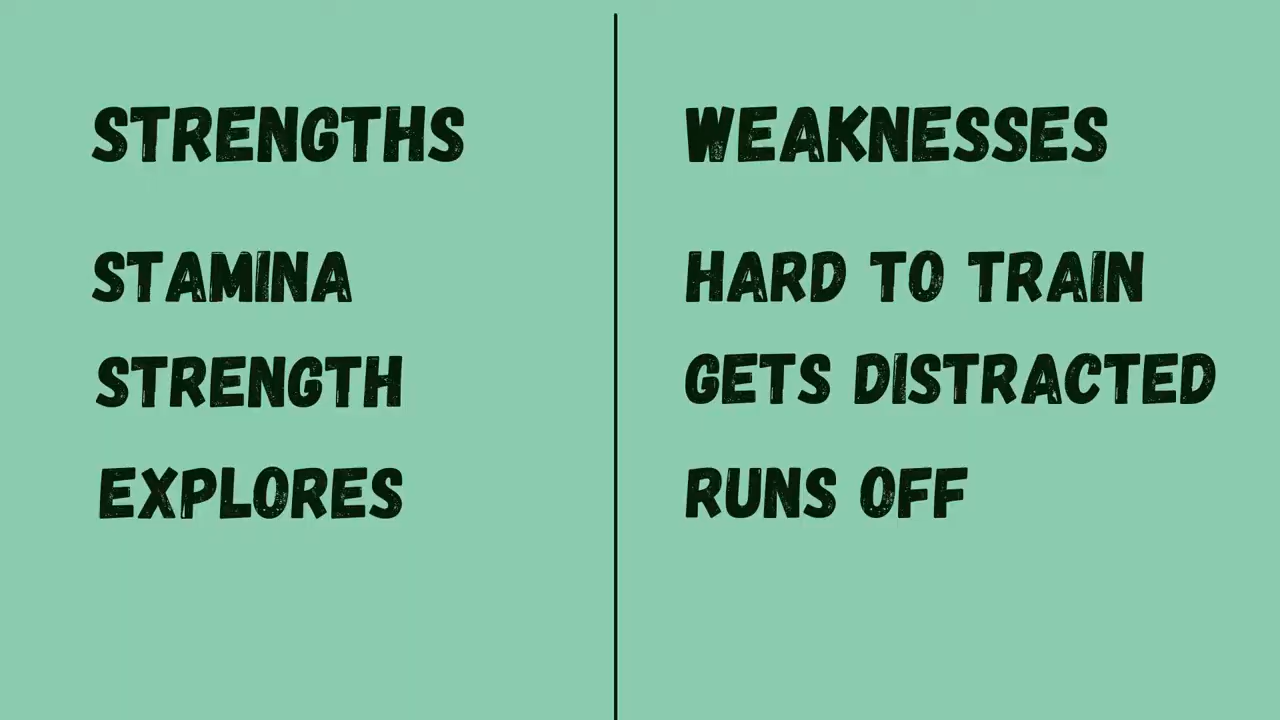 STRENGTHS
STAMINA
STRENGTH
EXPLORES
WEAKNESSES
HARD TO TRAIN
GETS DISTRACTED
RUNS OFF